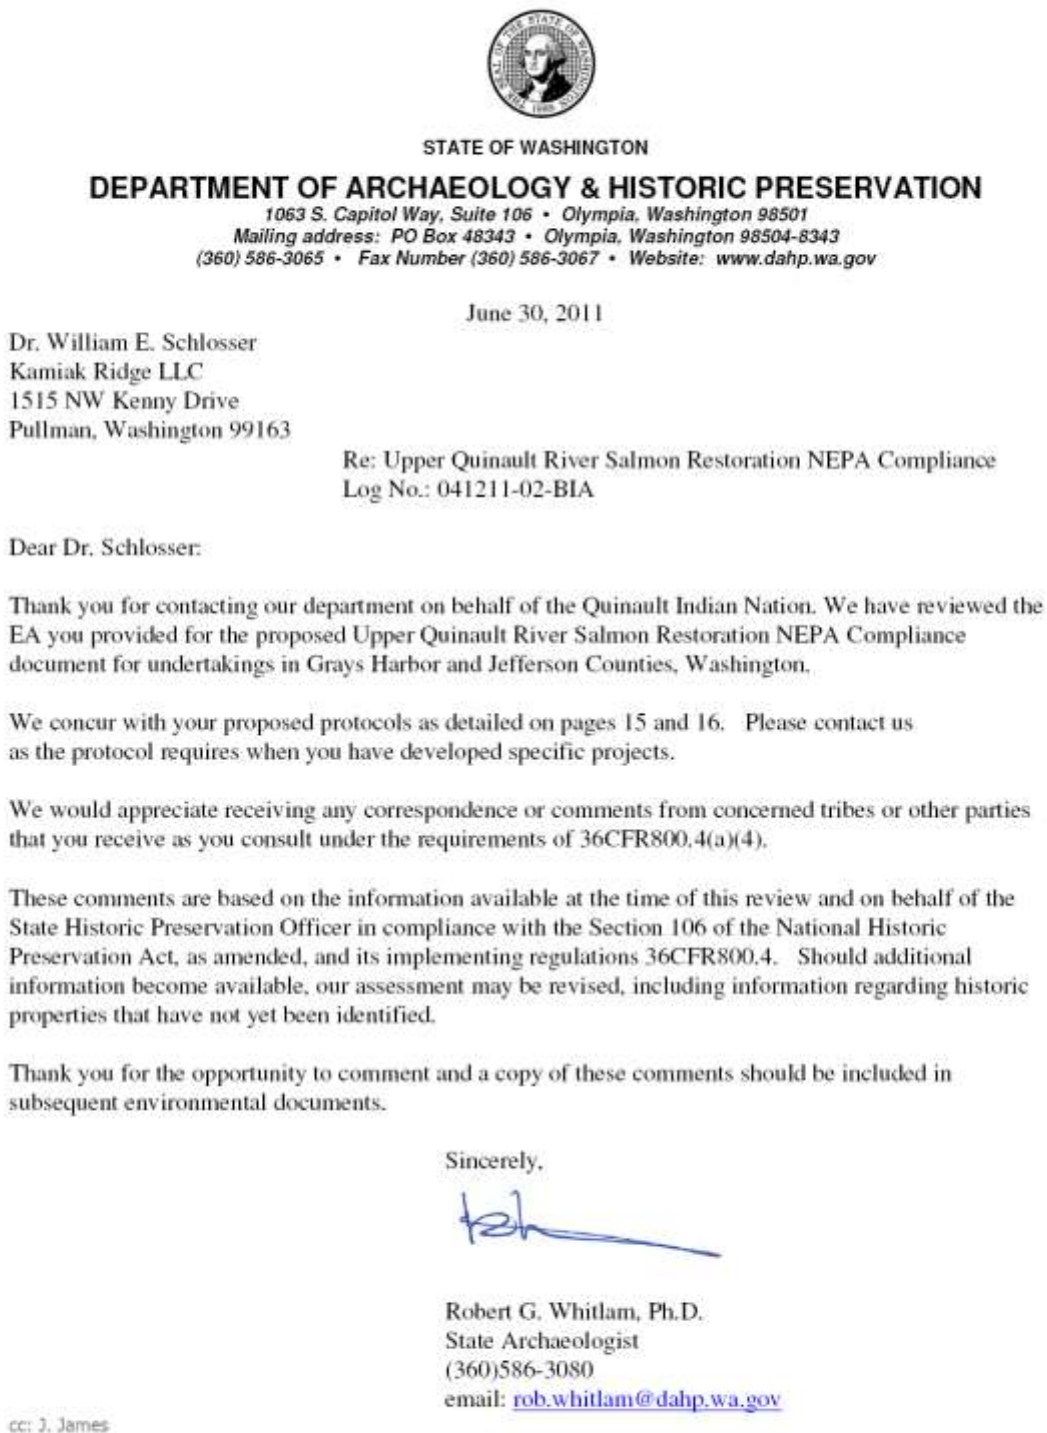 THE SEAL OF THE STATE OF WASHINGTON
1889
STATE OF WASHINGTON
DEPARTMENT OF ARCHAEOLOGY & HISTORIC PRESERVATION
1063 S. Capitol Way, Suite 106 • Olympia, Washington 98501
Mailing address: PO Box 48343 • Olympia, Washington 98504-8343
(360) 586-3065 • Fax Number (360) 586-3067 • Website: www.dahp.wa.gov
June 30, 2011
Dr. William E. Schlosser
Kamiak Ridge LLC
1515 NW Kenny Drive
Pullman, Washington 99163
Re: Upper Quinault River Salmon Restoration NEPA Compliance
Log No.: 041211-02-BIA
Dear Dr. Schlosser:
Thank you for contacting our department on behalf of the Quinault Indian Nation. We have reviewed the
EA you provided for the proposed Upper Quinault River Salmon Restoration NEPA Compliance
document for undertakings in Grays Harbor and Jefferson Counties, Washington.
We concur with your proposed protocols as detailed on pages 15 and 16. Please contact us
as the protocol requires when you have developed specific projects.
We would appreciate receiving any correspondence or comments from concerned tribes or other parties
that you receive as you consult under the requirements of 36CFR800.4(a)(4).
These comments are based on the information available at the time of this review and on behalf of the
State Historic Preservation Officer in compliance with the Section 106 of the National Historic
Preservation Act, as amended, and its implementing regulations 36CFR800.4. Should additional
information become available, our assessment may be revised, including information regarding historic
properties that have not yet been identified.
Thank you for the opportunity to comment and a copy of these comments should be included in
subsequent environmental documents.
Sincerely,
Robert G. Whitlam, Ph.D.
State Archaeologist
(360)586-3080
email: rob.whitlam@dahp.wa.gov
cc: J. James